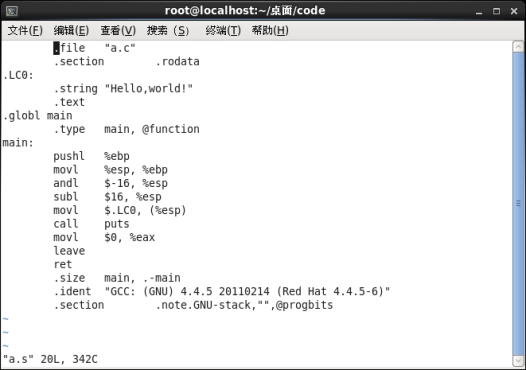 root@localhost:~/桌面/code
文件(F) 编辑(E) 查看(V) 搜索 (S) 终端(T) 帮助(H)
.file "a.c"
.section .rodata
.LC0:
.string "Hello,world!"
.text
.globl main
.type main, @function
main:
pushl %ebp
movl %esp, %ebp
andl $-16, %esp
subl $16, %esp
movl $.LC0, (%esp)
call puts
movl $0, %eax
leave
ret
.size main, .-main
.ident "GCC: (GNU) 4.4.5 20110214 (Red Hat 4.4.5-6)"
.section .note.GNU-stack,"",@progbits
~
~
~
"a.s" 20L, 342C